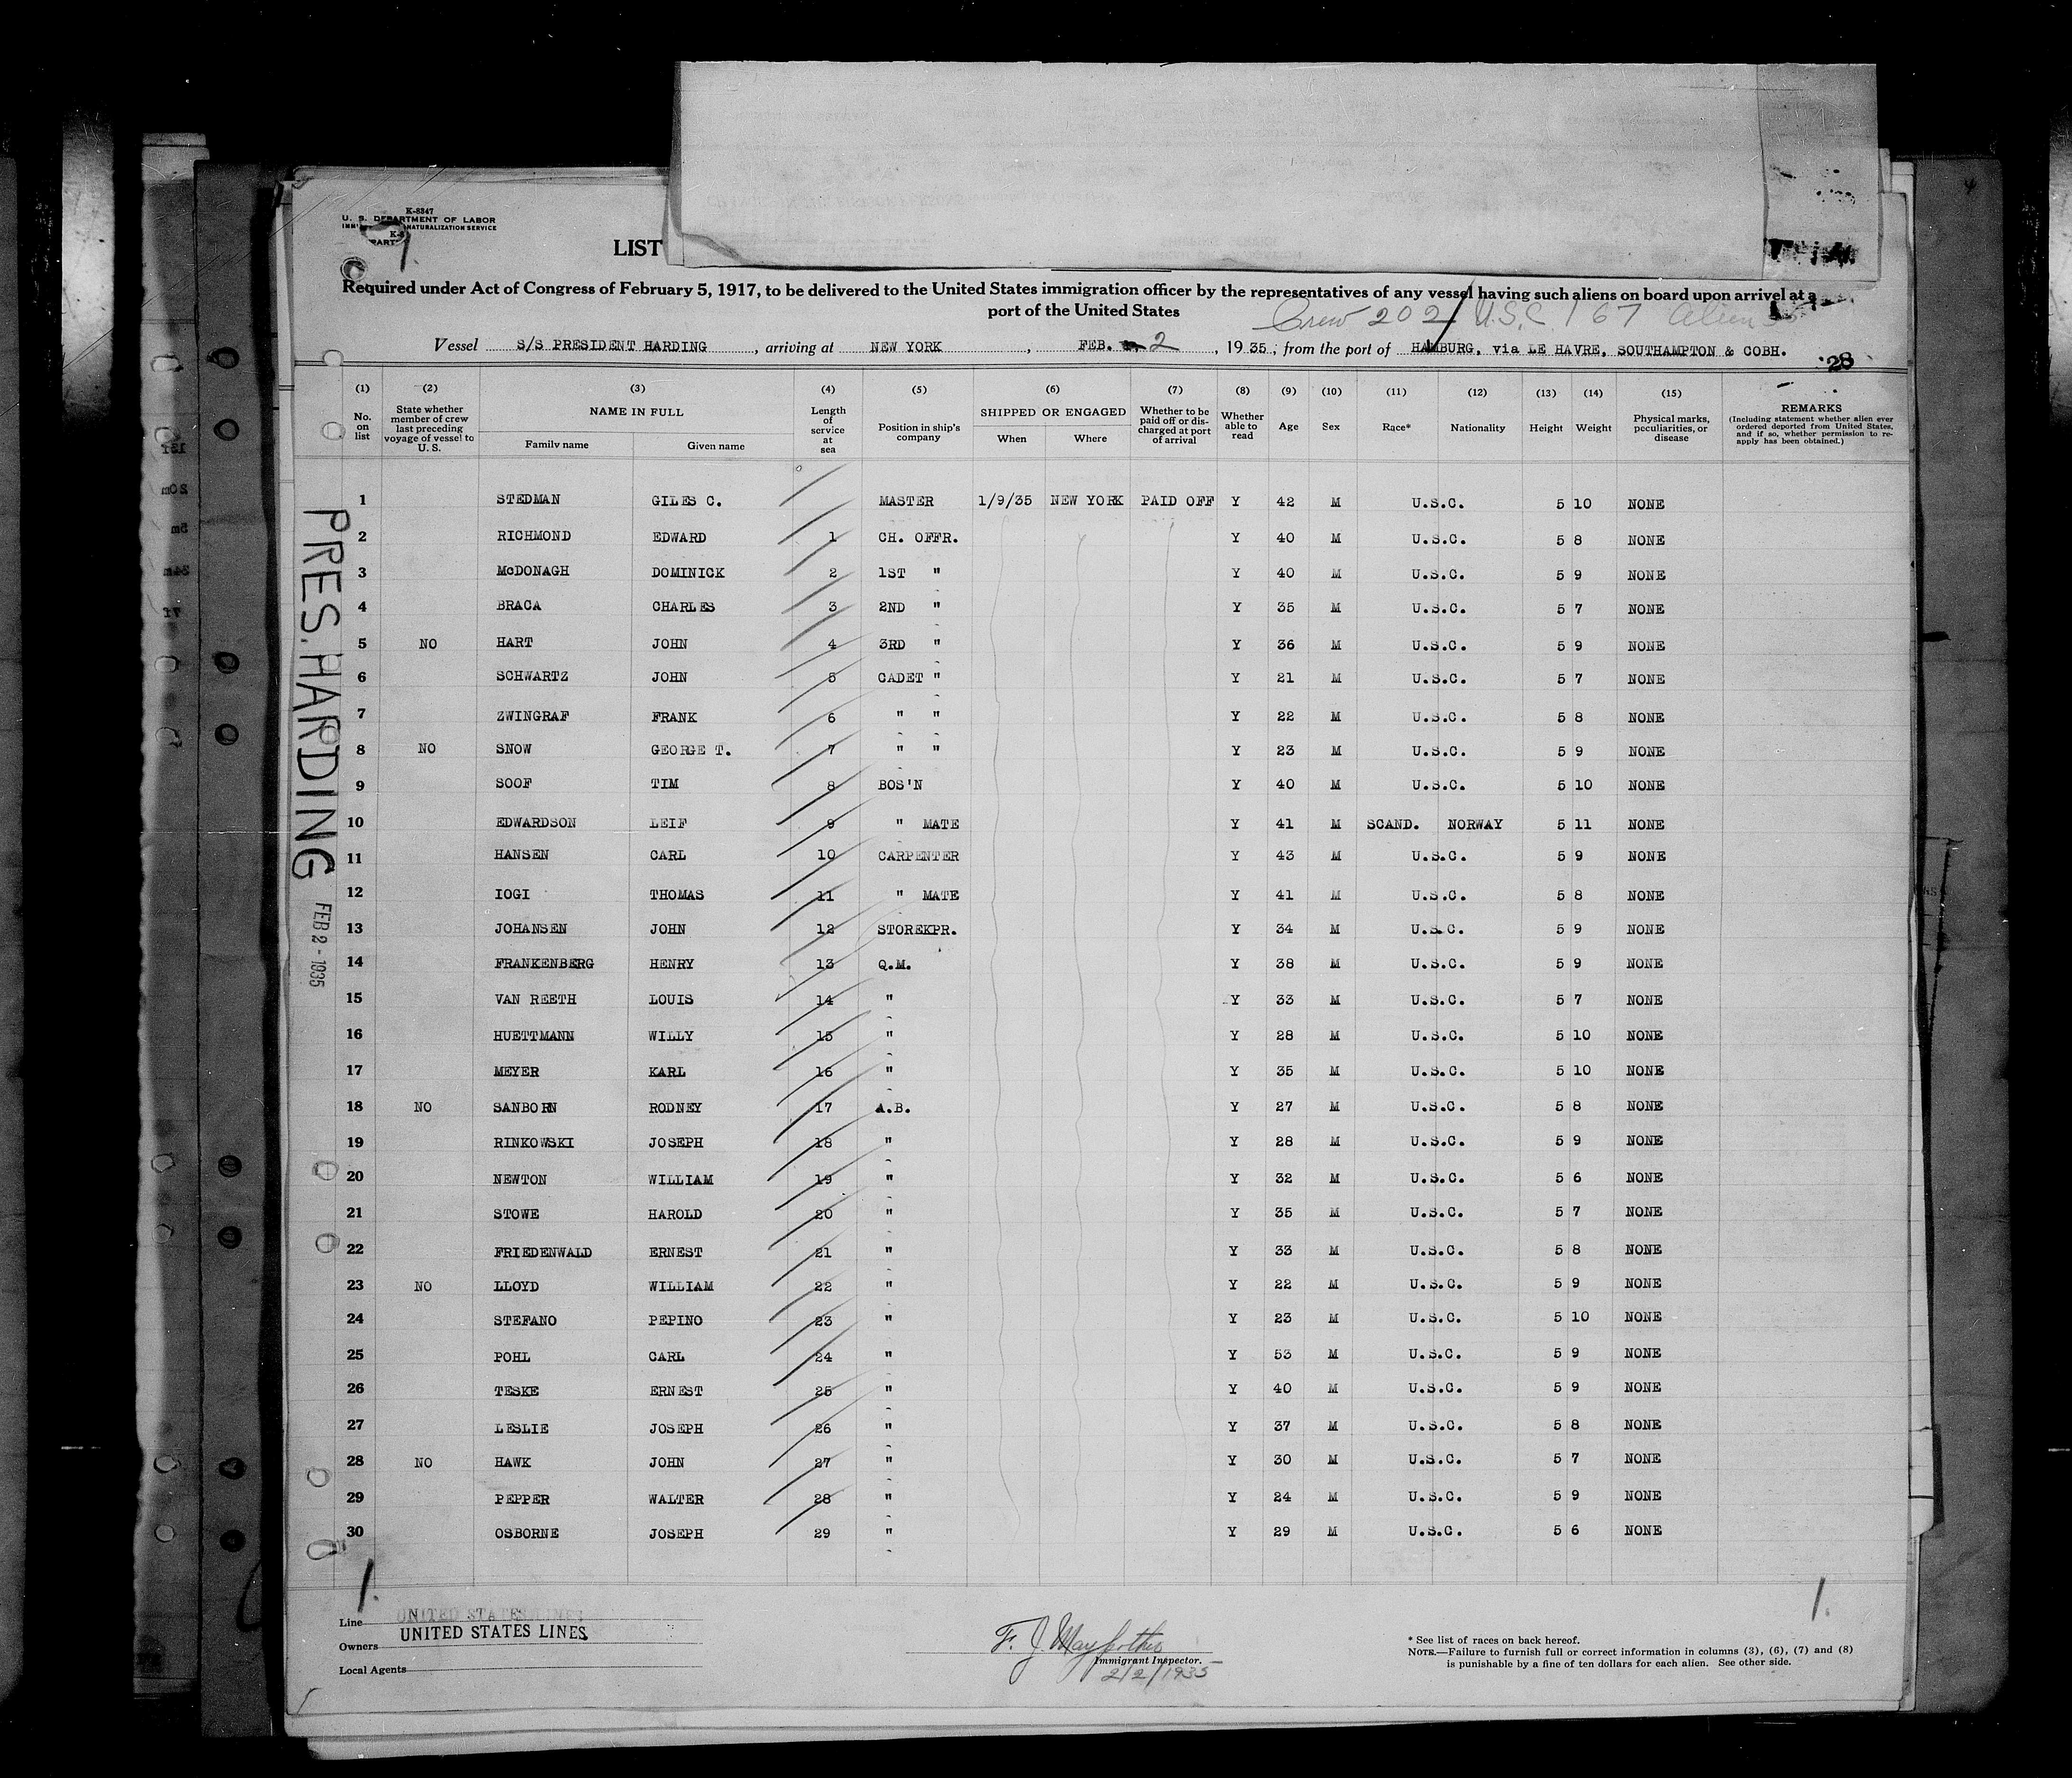 K-8347
U. S. DEPARTMENT OF LABOR
NATURALIZATION SERVICE
LIST
Required under Act of Congress of February 5, 1917, to be delivered to the United States immigration officer by the representatives of any vessel having such aliens on board upon arrival at a
port of the United States
Crew 202 / U.S.C. 167 Alien
Vessel S/S PRESIDENT HARDING, arriving at NEW YORK, FEB. 2, 1935, from the port of HAMBURG, via LE HAVRE, SOUTHAMPTON & COBH.
28
(1) (2) (3) (4) (5) (6) (7) (8) (9) (10) (11) (12) (13) (14) (15)
No. on list
State whether member of crew last preceding voyage of vessel to U. S.
NAME IN FULL
Family name Given name
Length of service at sea
Position in ship's company
SHIPPED OR ENGAGED
When Where
Whether to be paid off or discharged at port of arrival
Whether able to read
Age Sex Race* Nationality Height Weight
Physical marks, peculiarities, or disease
REMARKS
(Including statement whether alien ever ordered deported from United States, and if so, whether permission to reapply has been obtained.)
1 STEDMAN GILES C. MASTER 1/9/35 NEW YORK PAID OFF Y 42 M U.S.C. 5 10 NONE
2 RICHMOND EDWARD 1 CH. OFFR. Y 40 M U.S.C. 5 8 NONE
3 McDONAGH DOMINICK 2 1ST " Y 40 M U.S.C. 5 9 NONE
4 BRACA CHARLES 3 2ND " Y 35 M U.S.C. 5 7 NONE
5 NO HART JOHN 4 3RD " Y 36 M U.S.C. 5 9 NONE
6 SCHWARTZ JOHN 5 CADET " Y 21 M U.S.C. 5 7 NONE
7 ZWINGRAF FRANK 6 " " Y 22 M U.S.C. 5 8 NONE
8 NO SNOW GEORGE T. 7 " " Y 23 M U.S.C. 5 9 NONE
9 SOOF TIM 8 BOS'N Y 40 M U.S.C. 5 10 NONE
10 EDWARDSON LEIF 9 " MATE Y 41 M SCAND. NORWAY 5 11 NONE
11 HANSEN CARL 10 CARPENTER Y 43 M U.S.C. 5 9 NONE
12 IOGI THOMAS 11 " MATE Y 41 M U.S.C. 5 8 NONE
13 JOHANSEN JOHN 12 STOREKPR. Y 34 M U.S.C. 5 9 NONE
14 FRANKENBERG HENRY 13 Q.M. Y 38 M U.S.C. 5 9 NONE
15 VAN REETH LOUIS 14 " Y 33 M U.S.C. 5 7 NONE
16 HUETTMANN WILLY 15 " Y 28 M U.S.C. 5 10 NONE
17 MEYER KARL 16 " Y 35 M U.S.C. 5 10 NONE
18 NO SANBORN RODNEY 17 A.B. Y 27 M U.S.C. 5 8 NONE
19 RINKOWSKI JOSEPH 18 " Y 28 M U.S.C. 5 9 NONE
20 NEWTON WILLIAM 19 " Y 32 M U.S.C. 5 6 NONE
21 STOWE HAROLD 20 " Y 35 M U.S.C. 5 7 NONE
22 FRIEDENWALD ERNEST 21 " Y 33 M U.S.C. 5 8 NONE
23 NO LLOYD WILLIAM 22 " Y 22 M U.S.C. 5 9 NONE
24 STEFANO PEPINO 23 " Y 23 M U.S.C. 5 10 NONE
25 POHL CARL 24 " Y 53 M U.S.C. 5 9 NONE
26 TESKE ERNEST 25 " Y 40 M U.S.C. 5 9 NONE
27 LESLIE JOSEPH 26 " Y 37 M U.S.C. 5 8 NONE
28 NO HAWK JOHN 27 " Y 30 M U.S.C. 5 7 NONE
29 PEPPER WALTER 28 " Y 24 M U.S.C. 5 9 NONE
30 OSBORNE JOSEPH 29 " Y 29 M U.S.C. 5 6 NONE
PRES. HARDING
FEB 2 - 1935
1. 1.
Line UNITED STATES LINES
Owners UNITED STATES LINES
Local Agents
F. J.
Immigrant Inspector.
2/2/1935
* See list of races on back hereof.
NOTE.—Failure to furnish full or correct information in columns (3), (6), (7) and (8)
is punishable by a fine of ten dollars for each alien. See other side.